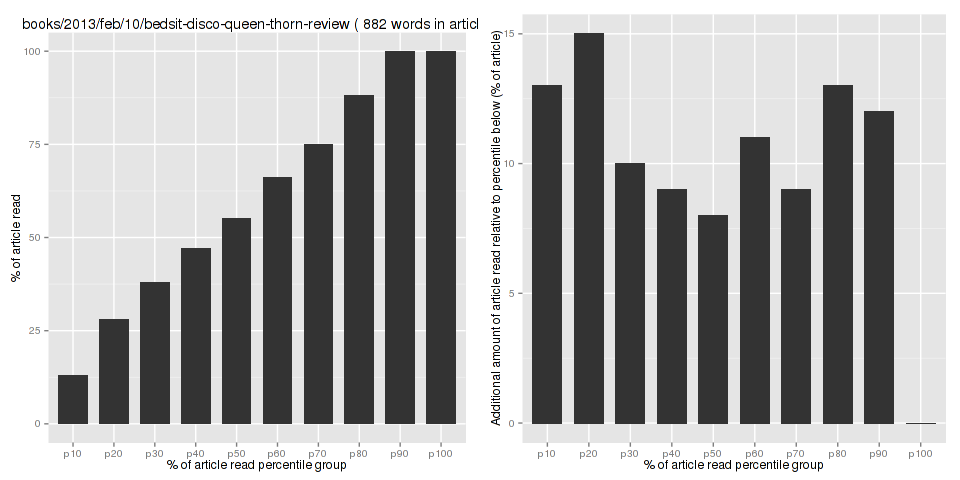 books/2013/feb/10/bedsit-disco-queen-thorn-review ( 882 words in articl
% of article read
100
75
50
25
0
p10 p20 p30 p40 p50 p60 p70 p80 p90 p100
% of article read percentile group
Additional amount of article read relative to percentile below (% of article)
15
10
5
0
p10 p20 p30 p40 p50 p60 p70 p80 p90 p100
% of article read percentile group